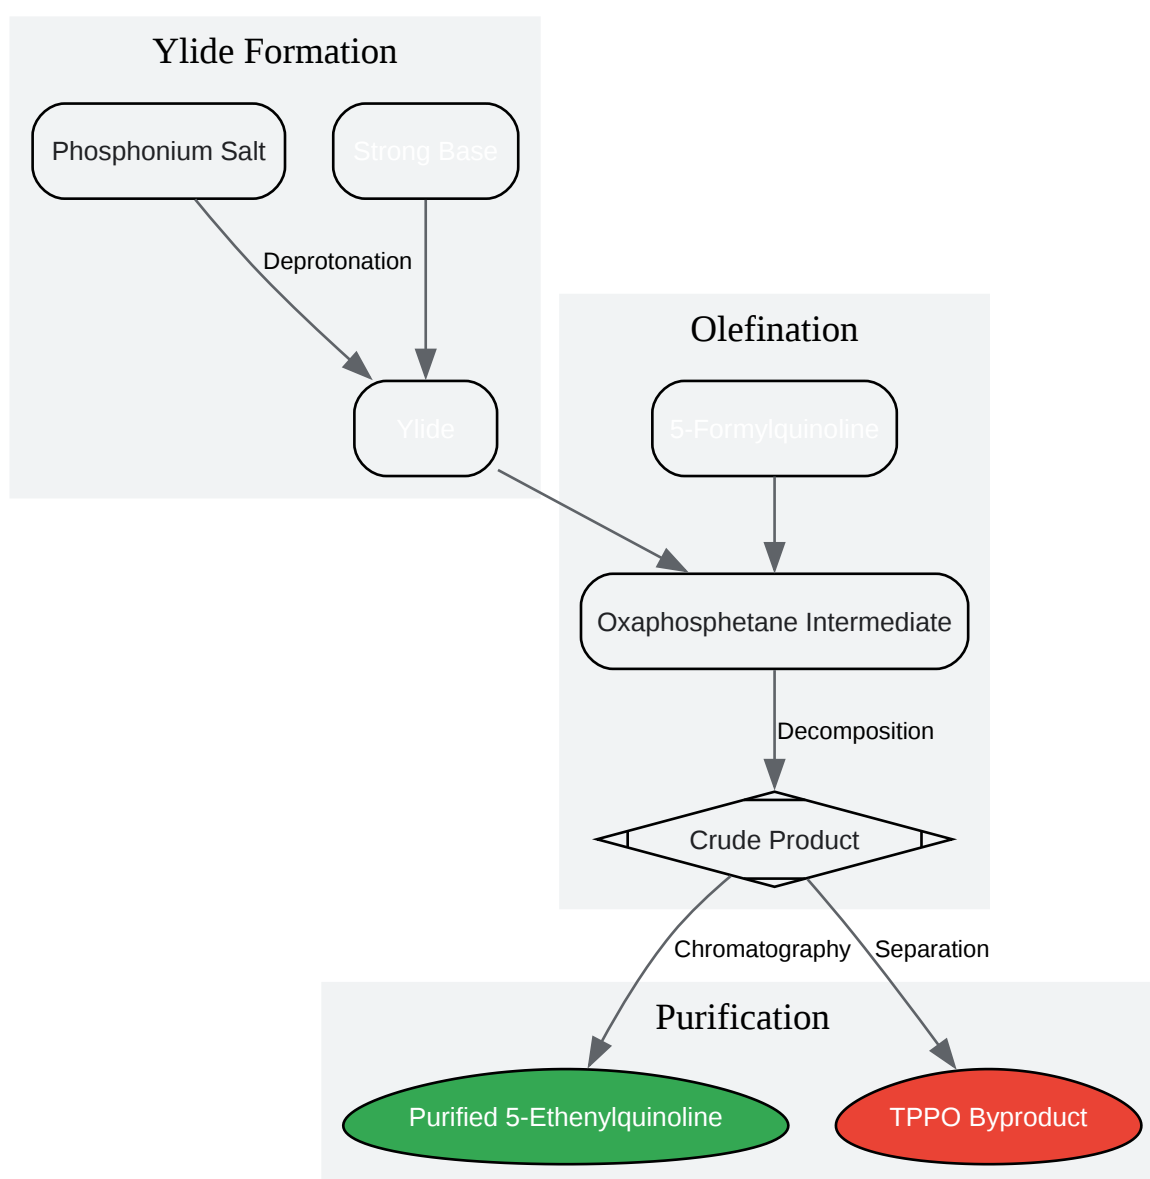 Ylide Formation
Phosphonium Salt
Strong Base
Deprotonation
Olefination
Ylide
5-Formylquinoline
Oxaphosphetane Intermediate
Decomposition
Crude Product
Chromatography
Separation
Purification
Purified 5-Ethenylquinoline
TPPO Byproduct